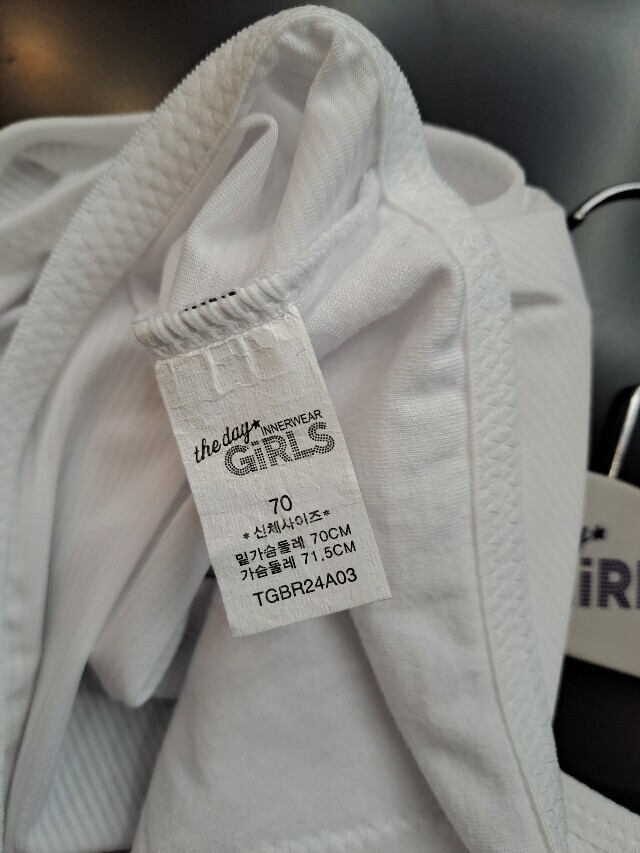 the day INNERWEAR
GiRLS
70
*신체사이즈*
밑가슴둘레 70CM
가슴둘레 71.5CM
TGBR24A03